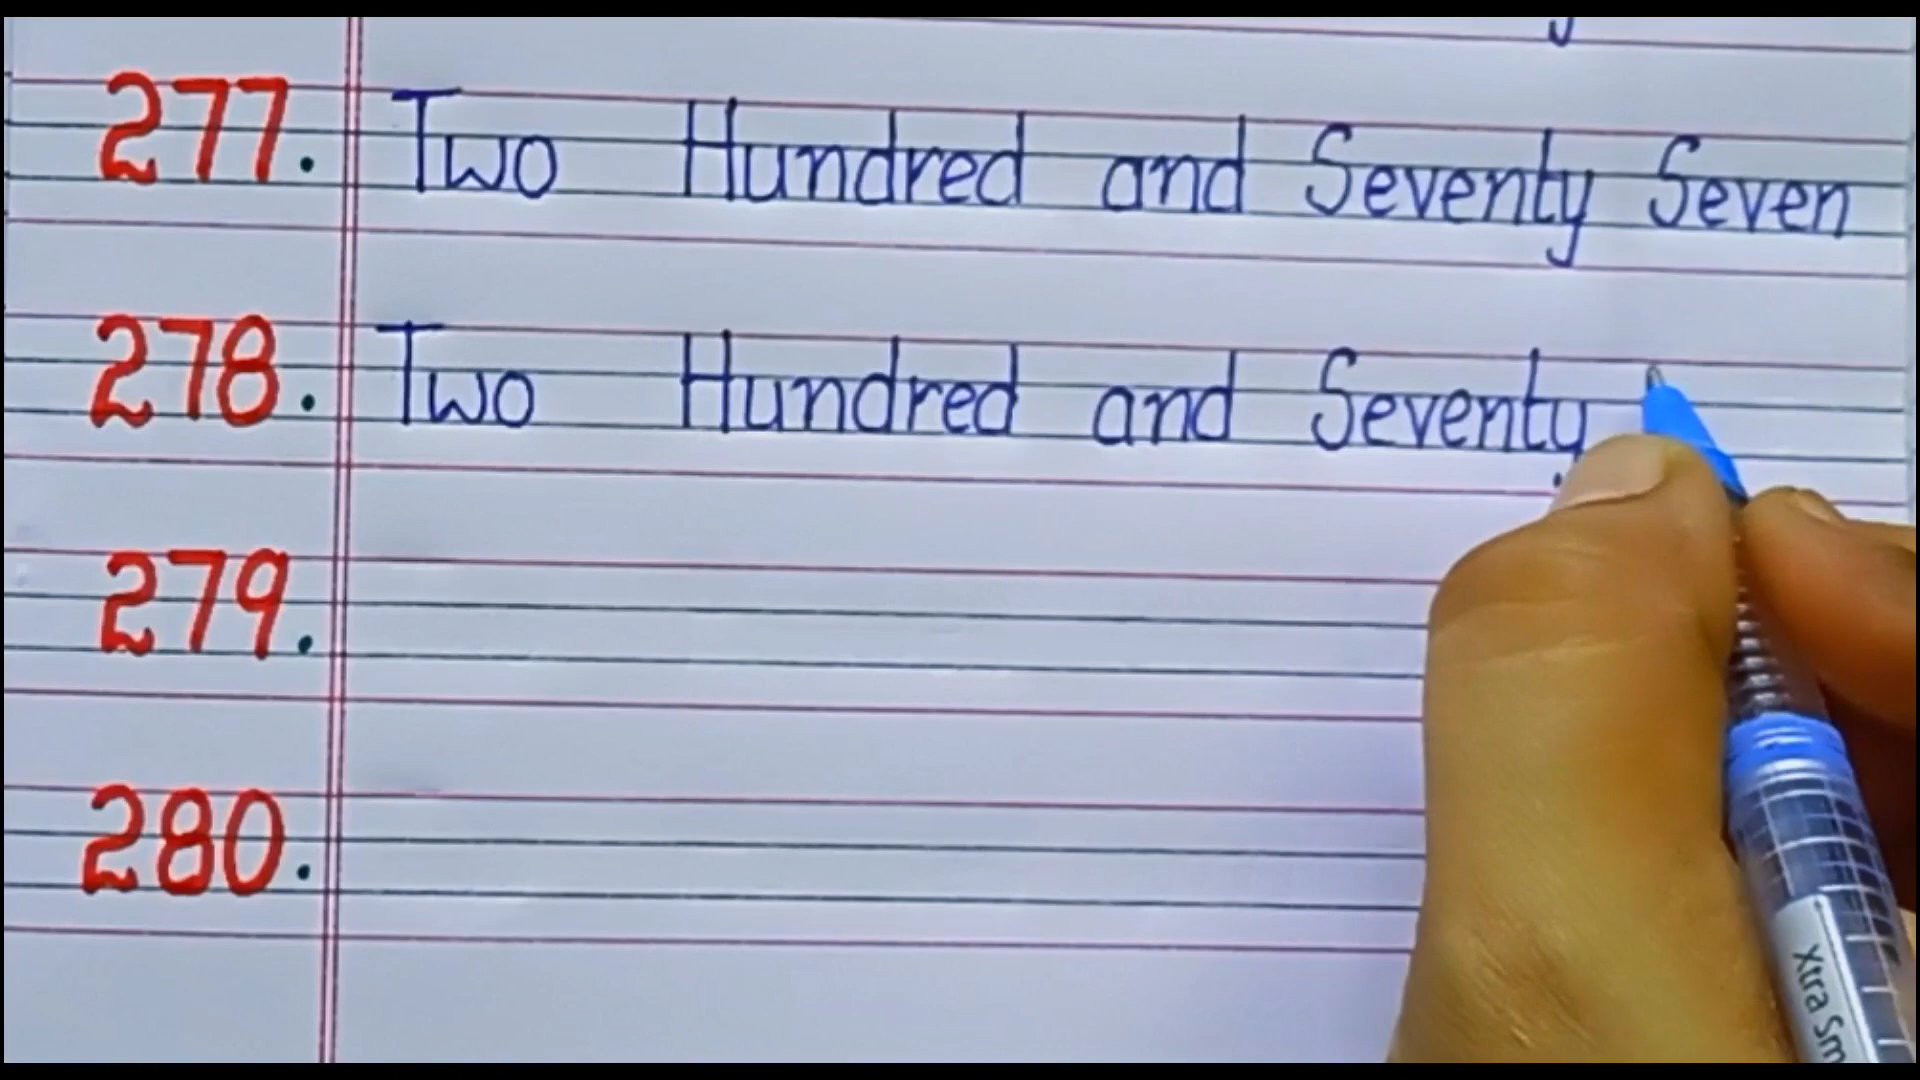 277. Two Hundred and Seventy Seven
278. Two Hundred and Seventy
279.
280.
Xtra Sm